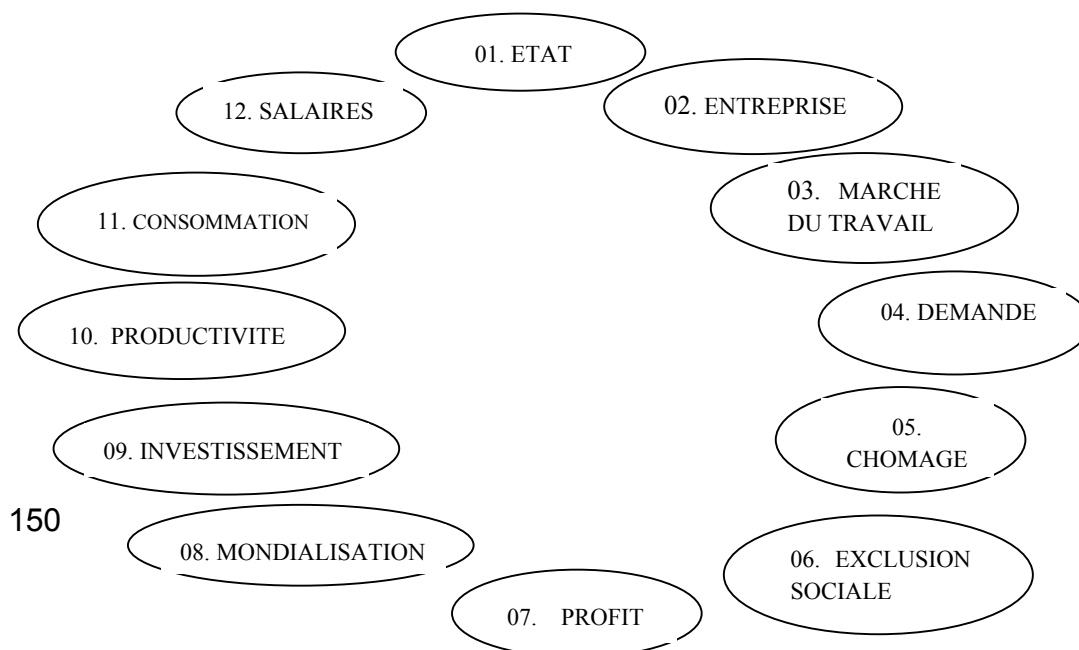 01. ETAT
02. ENTREPRISE
03. MARCHE
DU TRAVAIL
04. DEMANDE
05.
CHOMAGE
06. EXCLUSION
SOCIALE
07. PROFIT
08. MONDIALISATION
09. INVESTISSEMENT
10. PRODUCTIVITE
11. CONSOMMATION
12. SALAIRES
150